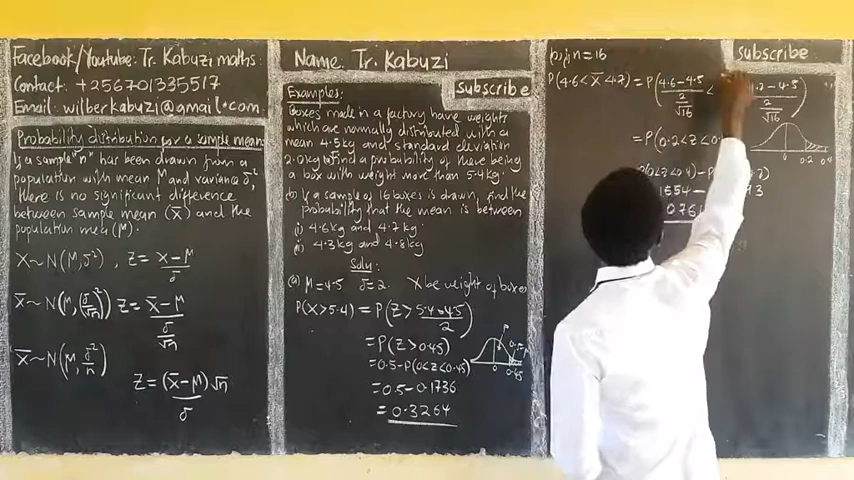 Facebook/Youtube: Tr. Kabuzi maths:
Contact: +256701335517
Email: wilberkabuzi@gmail.com
Probability distribution for a sample mean:
If a sample "n" has been drawn from a
population with mean μ and variance σ²,
there is no significant difference
between sample mean (x̄) and the
population mea (μ).
X~N(μ,σ²), Z = x-μ/σ
X̄~N(μ,(σ/√n)²) Z = x̄-μ/(σ/√n)
X̄~N(μ,σ²/n)
Z = (x̄-μ)√n/σ
Name: Tr. Kabuzi
Subscribe
Examples:
Boxes made in a factory have weights
which are normally distributed with a
mean 4.5kg and standard deviation
2.0kg find a probability of there being
a box with weight more than 5.4kg.
(b) If a sample of 16 boxes is drawn, find the
probability that the mean is between
(i) 4.6kg and 4.7kg
(ii) 4.3kg and 4.8kg
Soln:
(a) μ=4.5 σ=2. X be weight of boxes
P(X>5.4) = P(Z > 5.4-4.5/2)
= P(Z>0.45)
= 0.5-P(0<Z<0.45)
= 0.5-0.1736
= 0.3264
0.45
subscribe
(b)(i) n=16
P(4.6<X̄<4.7) = P(4.6-4.5/(2/√16) < 4.5/(2/√16))
= P(0.2<Z<
0 0.2 0.4
P(0<Z<0.4)-P
1554-